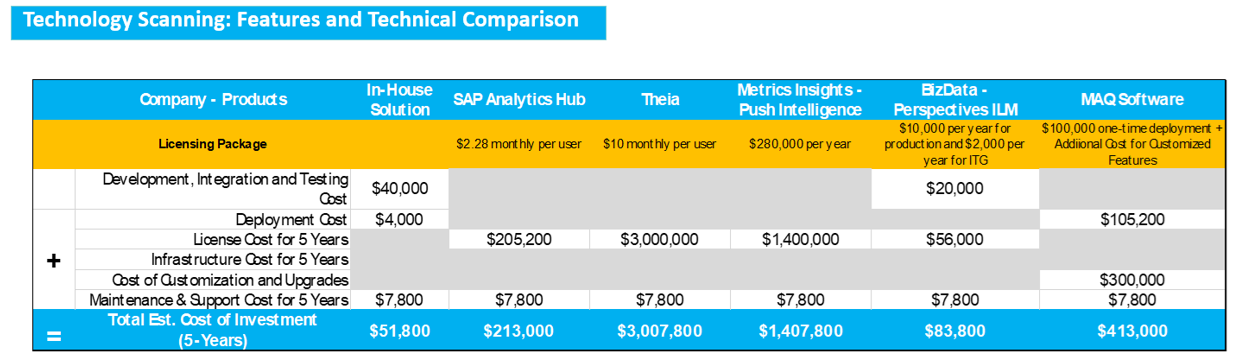 Technology Scanning: Features and Technical Comparison
Company - Products
In-House
Solution
SAP Analytics Hub
Theia
Metrics Insights -
Push Intelligence
BizData -
Perspectives ILM
MAQ Software
Licensing Package
$2.28 monthly per user
$10 monthly per user
$280,000 per year
$10,000 per year for
production and $2,000 per
year for ITG
$100,000 one-time deployment +
Addiional Cost for Customized
Features
Development, Integration and Testing
Cost
$40,000
$20,000
Deployment Cost
$4,000
$105,200
License Cost for 5 Years
$205,200
$3,000,000
$1,400,000
$56,000
+
Infrastructure Cost for 5 Years
Cost of Customization and Upgrades
$300,000
Maintenance & Support Cost for 5 Years
$7,800
$7,800
$7,800
$7,800
$7,800
$7,800
=
Total Est. Cost of Investment
(5-Years)
$51,800
$213,000
$3,007,800
$1,407,800
$83,800
$413,000